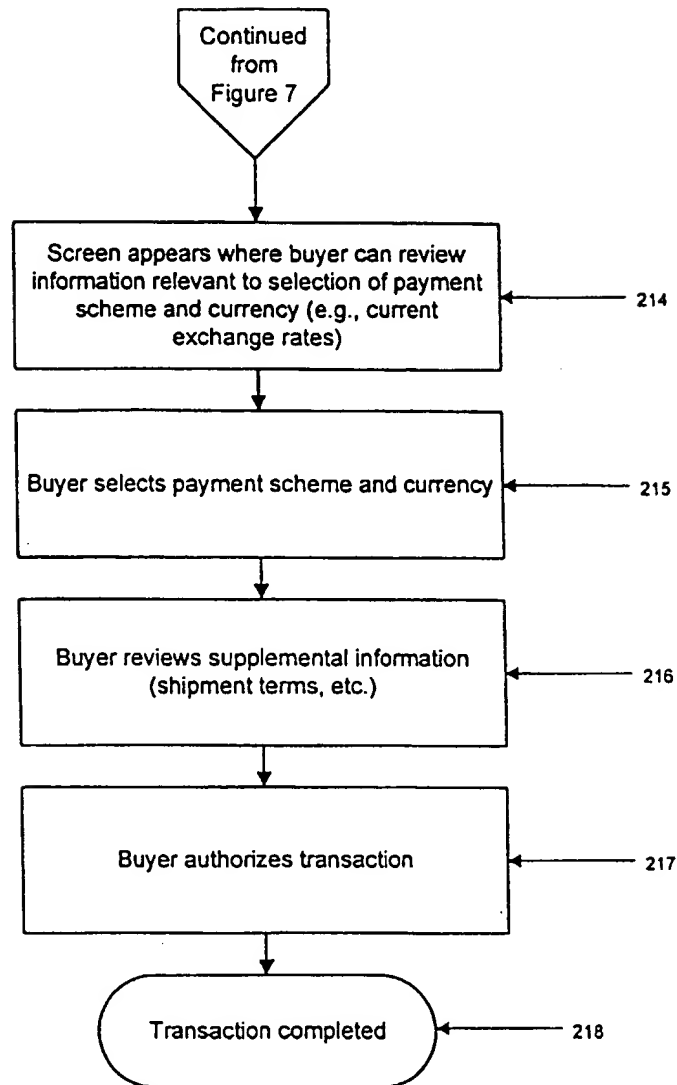 Continued
from
Figure 7
Screen appears where buyer can review
information relevant to selection of payment
scheme and currency (e.g., current
exchange rates)
214
Buyer selects payment scheme and currency
215
Buyer reviews supplemental information
(shipment terms, etc.)
216
Buyer authorizes transaction
217
Transaction completed
218